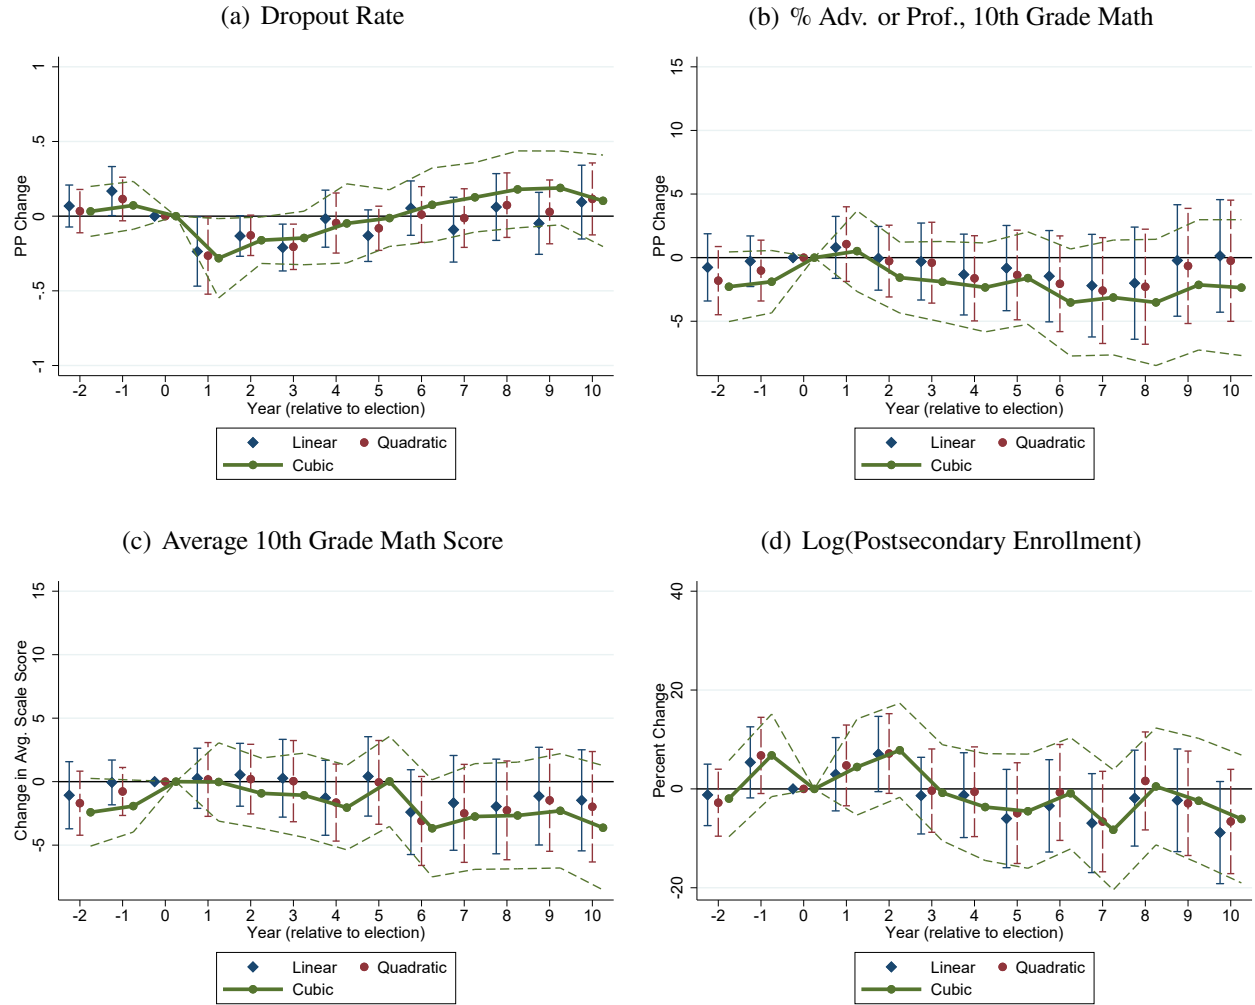 (a) Dropout Rate
PP Change
1
.5
0
-.5
-1
-2 -1 0 1 2 3 4 5 6 7 8 9 10
Year (relative to election)
Linear Quadratic
Cubic
(b) % Adv. or Prof., 10th Grade Math
PP Change
15
10
5
0
-5
-2 -1 0 1 2 3 4 5 6 7 8 9 10
Year (relative to election)
Linear Quadratic
Cubic
(c) Average 10th Grade Math Score
Change in Avg. Scale Score
15
10
5
0
-5
-2 -1 0 1 2 3 4 5 6 7 8 9 10
Year (relative to election)
Linear Quadratic
Cubic
(d) Log(Postsecondary Enrollment)
Percent Change
40
20
0
-20
-2 -1 0 1 2 3 4 5 6 7 8 9 10
Year (relative to election)
Linear Quadratic
Cubic